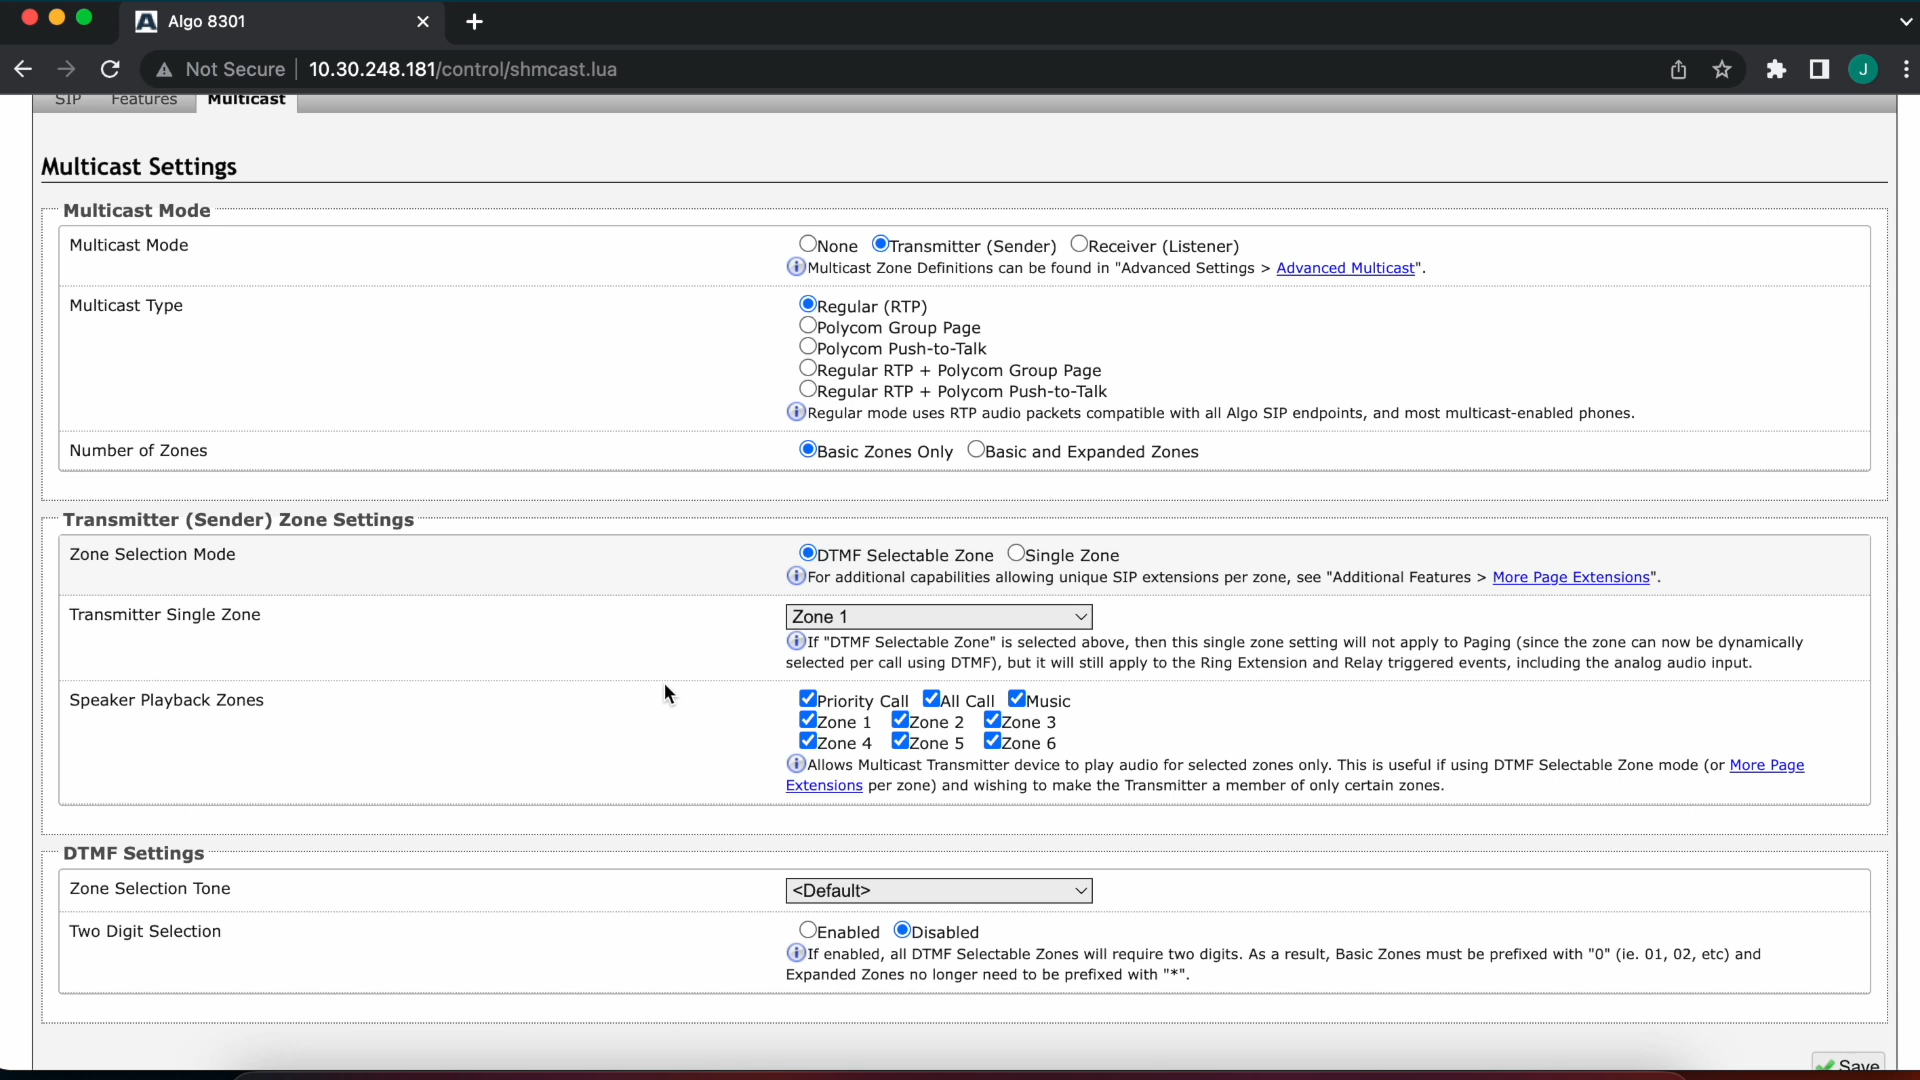 Algo 8301
Not Secure 10.30.248.181/control/shmcast.lua
J
SIP Features Multicast
Multicast Settings
Multicast Mode
Multicast Mode
None Transmitter (Sender) Receiver (Listener)
Multicast Zone Definitions can be found in "Advanced Settings > Advanced Multicast".
Multicast Type
Regular (RTP)
Polycom Group Page
Polycom Push-to-Talk
Regular RTP + Polycom Group Page
Regular RTP + Polycom Push-to-Talk
Regular mode uses RTP audio packets compatible with all Algo SIP endpoints, and most multicast-enabled phones.
Number of Zones
Basic Zones Only Basic and Expanded Zones
Transmitter (Sender) Zone Settings
Zone Selection Mode
DTMF Selectable Zone Single Zone
For additional capabilities allowing unique SIP extensions per zone, see "Additional Features > More Page Extensions".
Transmitter Single Zone
Zone 1
If "DTMF Selectable Zone" is selected above, then this single zone setting will not apply to Paging (since the zone can now be dynamically
selected per call using DTMF), but it will still apply to the Ring Extension and Relay triggered events, including the analog audio input.
Speaker Playback Zones
Priority Call All Call Music
Zone 1 Zone 2 Zone 3
Zone 4 Zone 5 Zone 6
Allows Multicast Transmitter device to play audio for selected zones only. This is useful if using DTMF Selectable Zone mode (or More Page
Extensions per zone) and wishing to make the Transmitter a member of only certain zones.
DTMF Settings
Zone Selection Tone
<Default>
Two Digit Selection
Enabled Disabled
If enabled, all DTMF Selectable Zones will require two digits. As a result, Basic Zones must be prefixed with "0" (ie. 01, 02, etc) and
Expanded Zones no longer need to be prefixed with "*".
Save